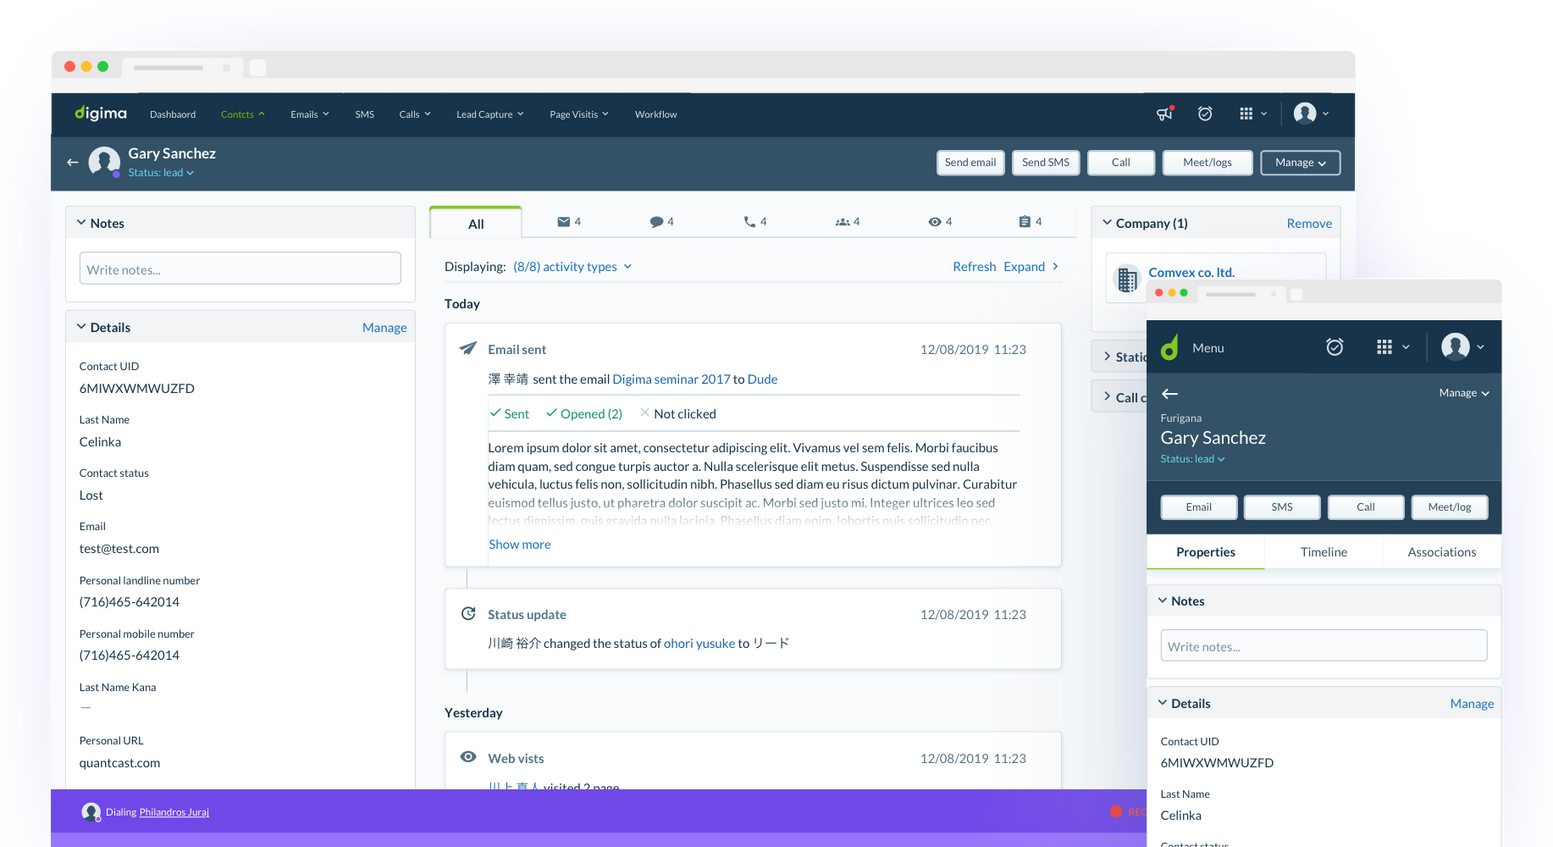 digima Dashbaord Contcts Emails SMS Calls Lead Capture Page Visitis Workflow
Gary Sanchez
Status: lead
Send email Send SMS Call Meet/logs Manage
Notes
Write notes...
Details Manage
Contact UID
6MIWXWMWUZFD
Last Name
Celinka
Contact status
Lost
Email
test@test.com
Personal landline number
(716)465-642014
Personal mobile number
(716)465-642014
Last Name Kana
—
Personal URL
quantcast.com
All 4 4 4 4 4 4
Displaying: (8/8) activity types Refresh Expand
Today
Email sent 12/08/2019 11:23
澤 幸靖 sent the email Digima seminar 2017 to Dude
Sent Opened (2) Not clicked
Lorem ipsum dolor sit amet, consectetur adipiscing elit. Vivamus vel sem felis. Morbi faucibus
diam quam, sed congue turpis auctor a. Nulla scelerisque elit metus. Suspendisse sed nulla
vehicula, luctus felis non, sollicitudin nibh. Phasellus sed diam eu risus dictum pulvinar. Curabitur
euismod tellus justo, ut pharetra dolor suscipit ac. Morbi sed justo mi. Integer ultrices leo sed
lectus dignissim, quis gravida nulla lacinia. Phasellus diam enim, lobortis quis sollicitudin nec,
Show more
Status update 12/08/2019 11:23
川崎 裕介 changed the status of ohori yusuke to リード
Yesterday
Web vists 12/08/2019 11:23
川上 真人 visited 2 page
Company (1) Remove
Comvex co. ltd.
Static
Call c
Dialing Philandros Juraj
REC
Menu
Manage
Furigana
Gary Sanchez
Status: lead
Email SMS Call Meet/log
Properties Timeline Associations
Notes
Write notes...
Details Manage
Contact UID
6MIWXWMWUZFD
Last Name
Celinka
Contact status